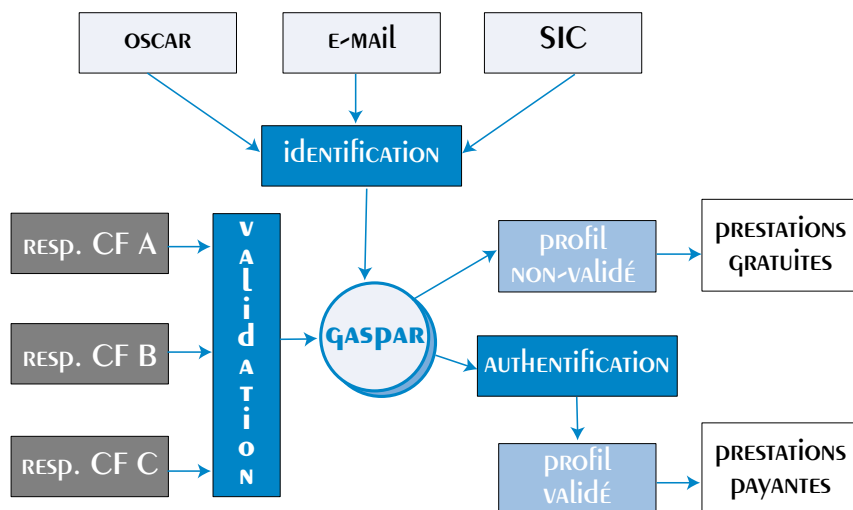 OSCAR
E-MAIL
SIC
IDENTIFICATION
RESP. CF A
RESP. CF B
RESP. CF C
VALIDATION
GASPAR
PROFIL
NON-VALIDÉ
PRESTATIONS
GRATUITES
AUTHENTIFICATION
PROFIL
VALIDÉ
PRESTATIONS
PAYANTES